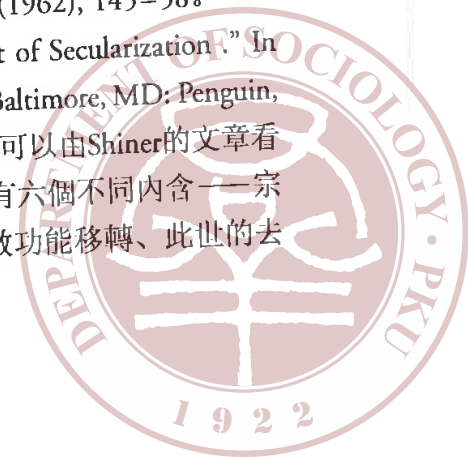 (1962), 145–58。
t of Secularization." In
Baltimore, MD: Penguin,
可以由Shiner的文章看
有六個不同內含——宗
功能移轉、此世的去
DEPARTMENT OF SOCIOLOGY · PKU
1922